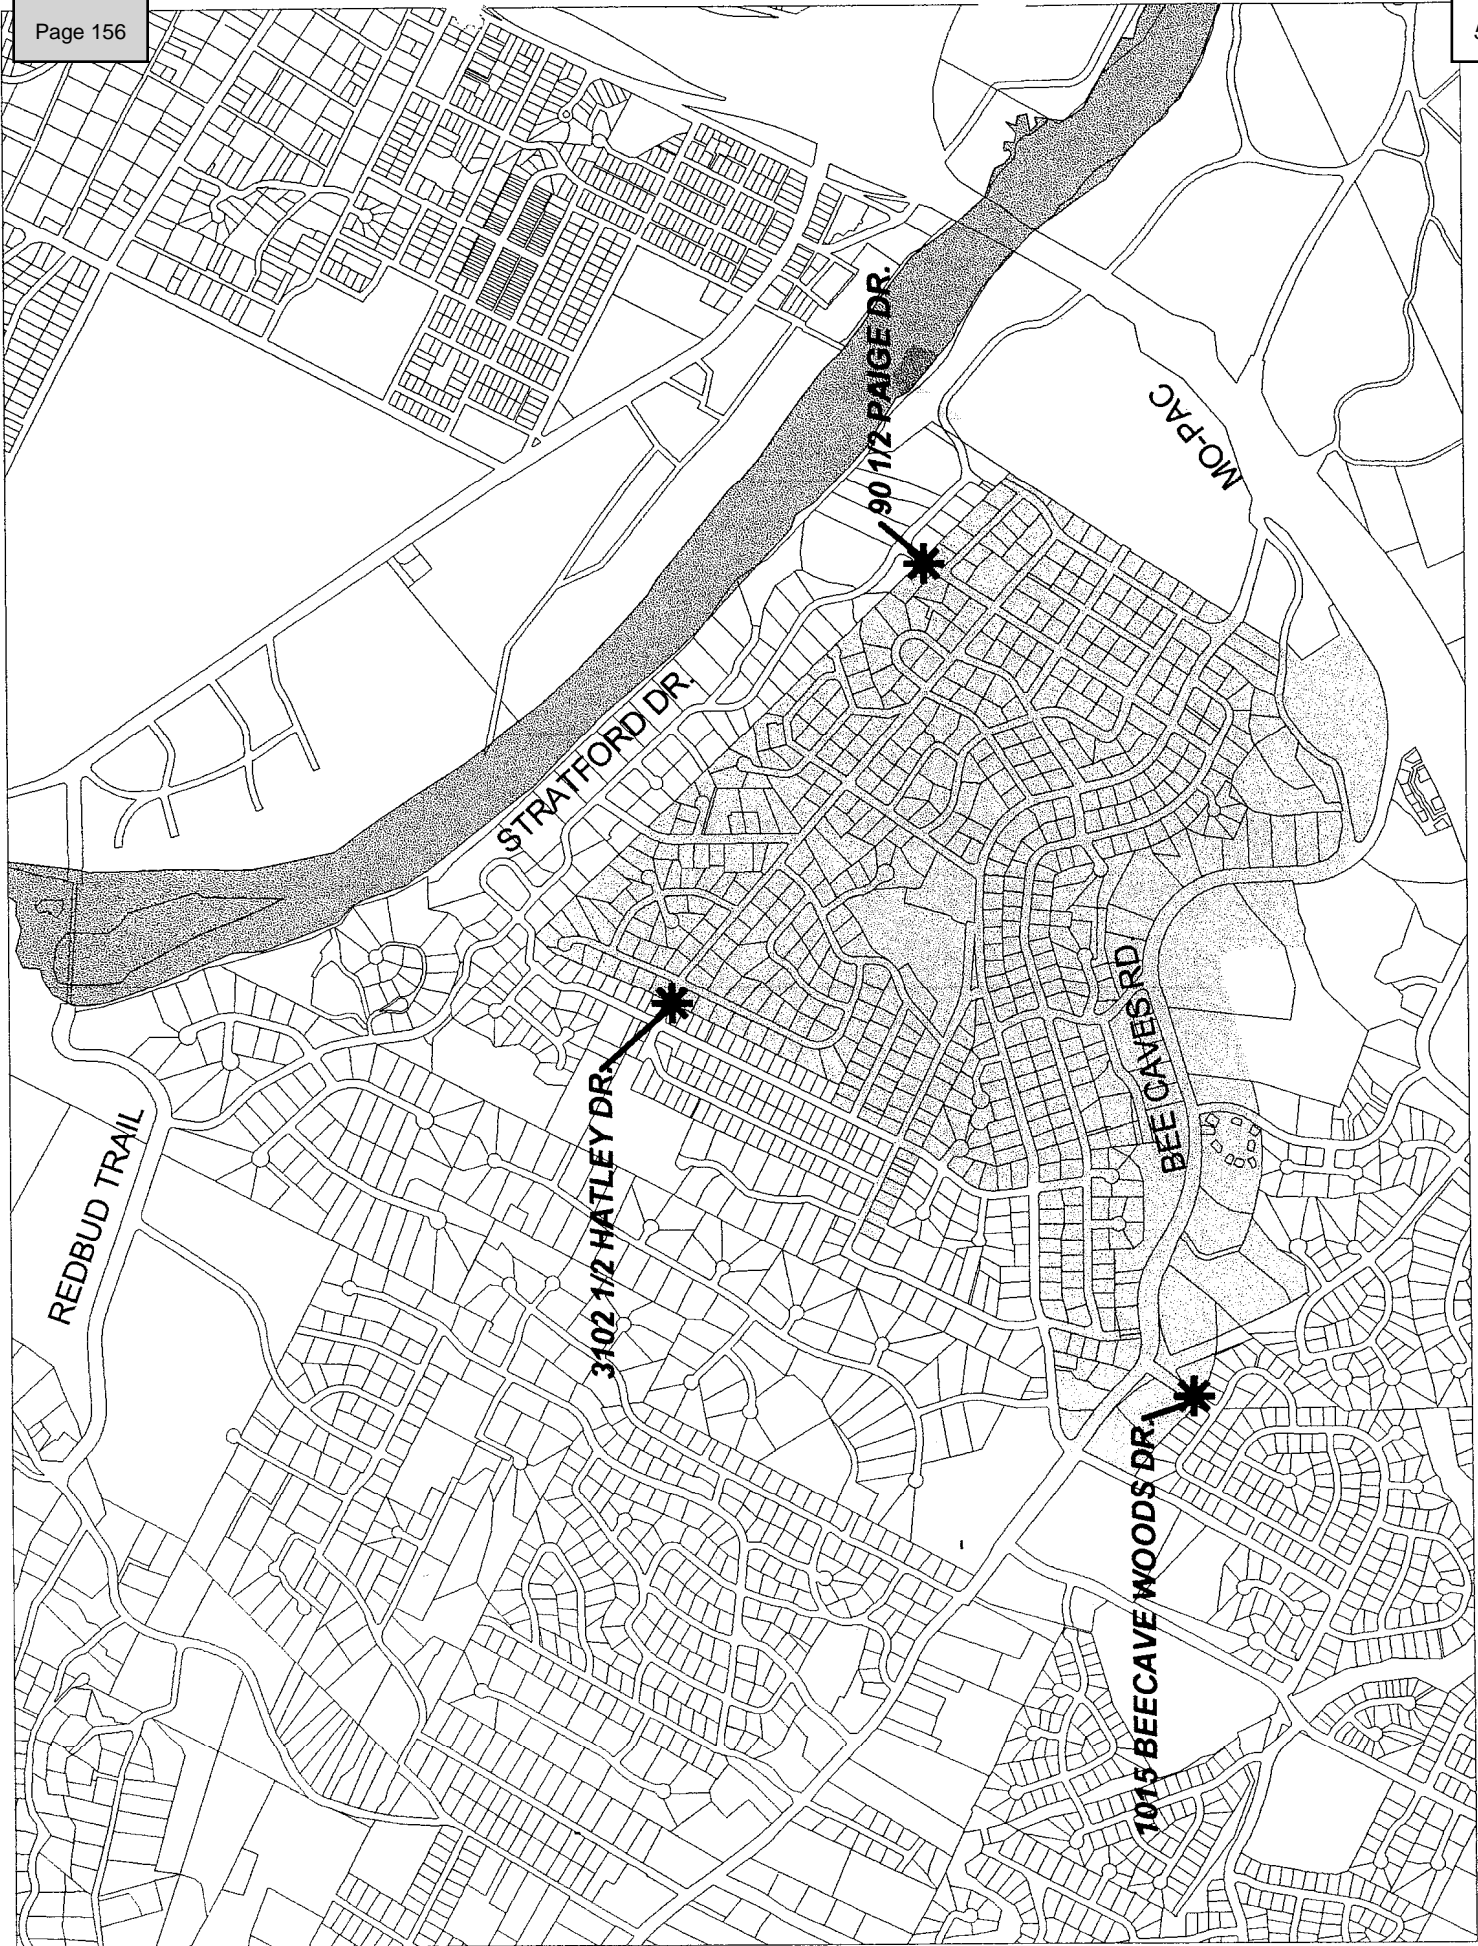 Page 156
5
90 1/2 PAIGE DR.
MO-PAC
STRATFORD DR.
BEE CAVES RD
REDBUD TRAIL
3102 1/2 HATLEY DR.
1015 BEECAVE WOODS DR.